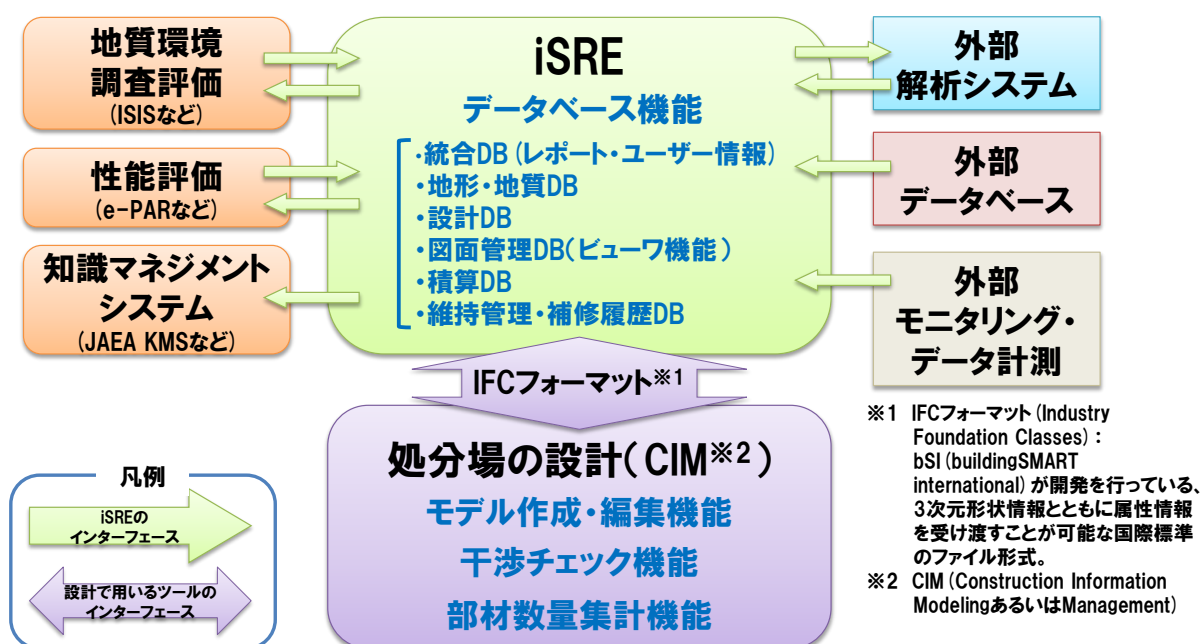 地質環境
調査評価
(ISISなど)
性能評価
(e-PARなど)
知識マネジメント
システム
(JAEA KMSなど)
iSRE
データベース機能
・統合DB(レポート・ユーザー情報)
・地形・地質DB
・設計DB
・図面管理DB(ビューワ機能)
・積算DB
・維持管理・補修履歴DB
外部
解析システム
外部
データベース
外部
モニタリング・
データ計測
IFCフォーマット※1
処分場の設計(CIM※2)
モデル作成・編集機能
干渉チェック機能
部材数量集計機能
凡例
iSREの
インターフェース
設計で用いるツールの
インターフェース
※1 IFCフォーマット(Industry
Foundation Classes):
bSI(buildingSMART
international)が開発を行っている、
3次元形状情報とともに属性情報
を受け渡すことが可能な国際標準
のファイル形式。
※2 CIM(Construction Information
ModelingあるいはManagement)